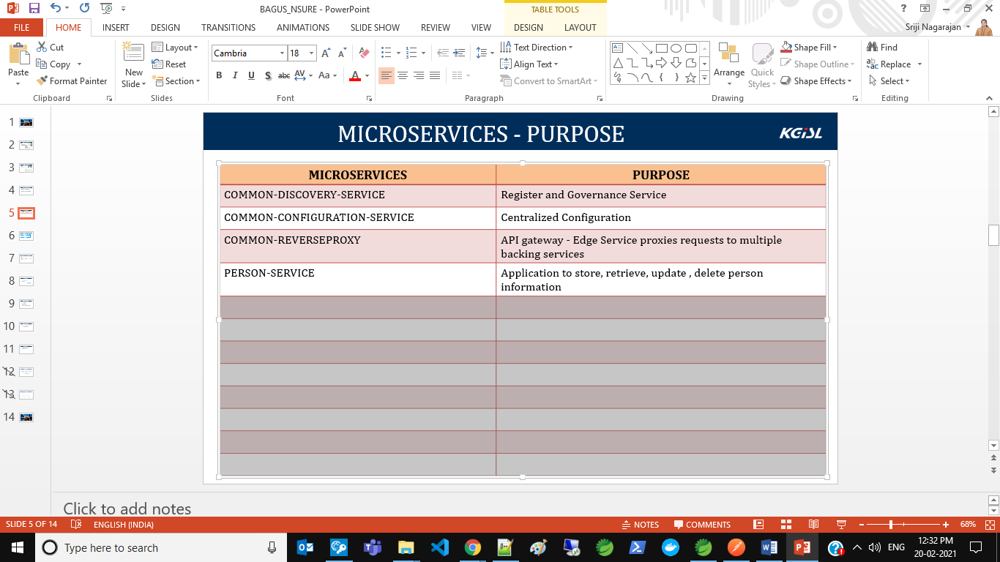 BAGUS_NSURE - PowerPoint
TABLE TOOLS
?
FILE
HOME
INSERT
DESIGN
TRANSITIONS
ANIMATIONS
SLIDE SHOW
REVIEW
VIEW
DESIGN
LAYOUT
Sriji Nagarajan
Paste
Cut
Copy
Format Painter
Clipboard
New Slide
Layout
Reset
Section
Slides
Cambria
18
B I U S abc AV Aa A
Font
Text Direction
Align Text
Convert to SmartArt
Paragraph
Arrange
Quick Styles
Shape Fill
Shape Outline
Shape Effects
Drawing
Find
Replace
Select
Editing
1
2
3
4
5
6
7
8
9
10
11
12
13
14
MICROSERVICES - PURPOSE
KGiSL
MICROSERVICES PURPOSE
COMMON-DISCOVERY-SERVICE Register and Governance Service
COMMON-CONFIGURATION-SERVICE Centralized Configuration
COMMON-REVERSEPROXY API gateway - Edge Service proxies requests to multiple
backing services
PERSON-SERVICE Application to store, retrieve, update , delete person
information
Click to add notes
SLIDE 5 OF 14 ENGLISH (INDIA) NOTES COMMENTS 68%
Type here to search
ENG
12:32 PM
20-02-2021